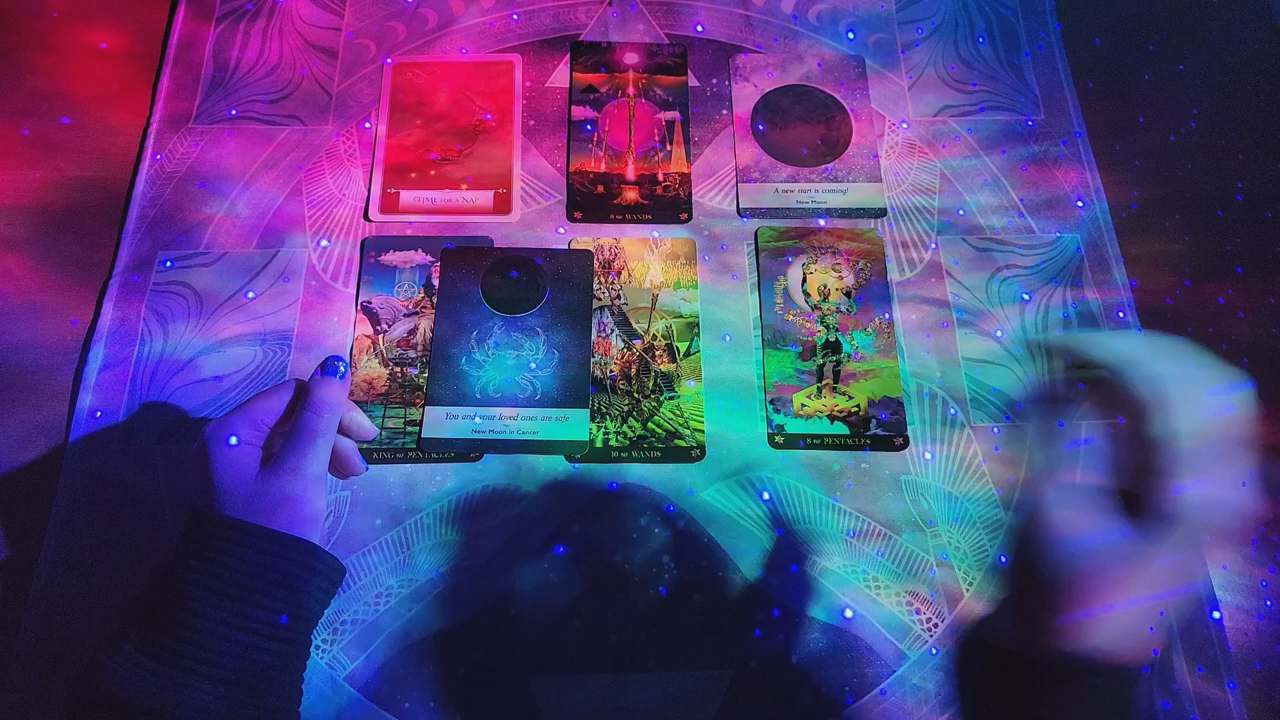 TIME FOR A NAP
8 OF WANDS
A new start is coming!
New Moon
KING OF PENTACLES
You and your loved ones are safe
New Moon in Cancer
10 OF WANDS
8 OF PENTACLES